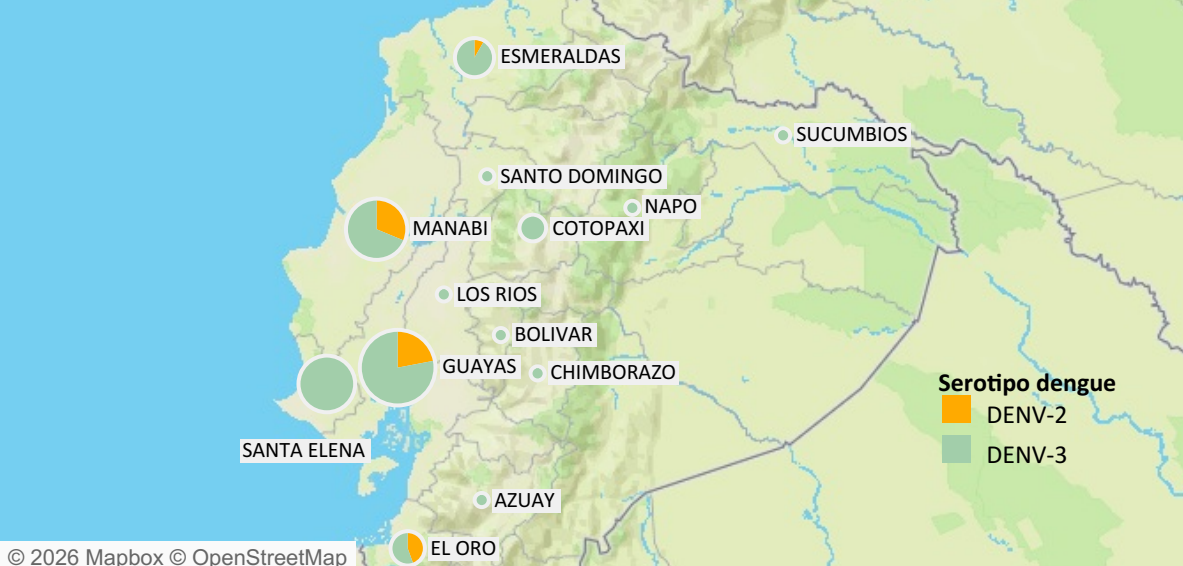 ESMERALDAS
SUCUMBIOS
SANTO DOMINGO
NAPO
MANABI
COTOPAXI
LOS RIOS
BOLIVAR
GUAYAS
CHIMBORAZO
Serotipo dengue
DENV-2
DENV-3
SANTA ELENA
AZUAY
EL ORO
© 2026 Mapbox © OpenStreetMap